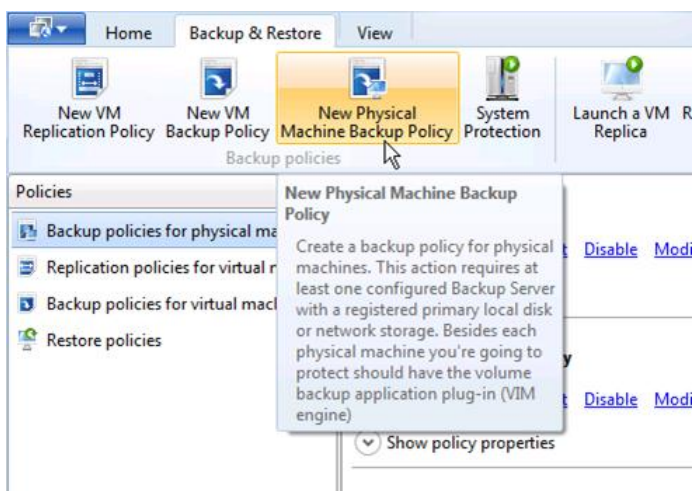 Home Backup & Restore View
New VM Replication Policy
New VM Backup Policy
New Physical Machine Backup Policy
System Protection
Launch a VM Replica
R
Backup policies
Policies
Backup policies for physical ma
Replication policies for virtual
Backup policies for virtual mac
Restore policies
New Physical Machine Backup
Policy
Create a backup policy for physical
machines. This action requires at
least one configured Backup Server
with a registered primary local disk
or network storage. Besides each
physical machine you're going to
protect should have the volume
backup application plug-in (VIM
engine)
Disable Modi
y
Disable Modi
Show policy properties